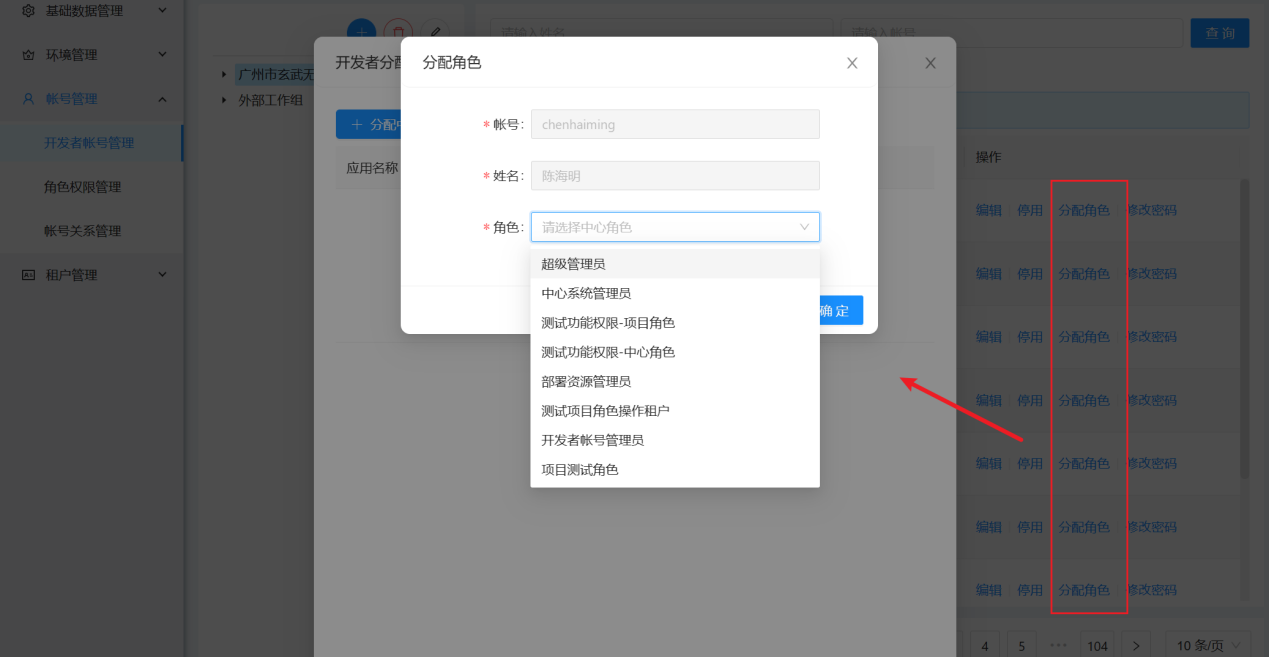 基础数据管理
环境管理
帐号管理
开发者帐号管理
角色权限管理
帐号关系管理
租户管理
广州市玄武无
外部工作组
请输入姓名
请输入帐号
查 询
开发者分配
分配角色
分配
应用名称
* 帐号:
chenhaiming
* 姓名:
陈海明
* 角色:
请选择中心角色
超级管理员
中心系统管理员
测试功能权限-项目角色
测试功能权限-中心角色
部署资源管理员
测试项目角色操作租户
开发者帐号管理员
项目测试角色
确 定
操作
编辑 停用 分配角色 修改密码
编辑 停用 分配角色 修改密码
编辑 停用 分配角色 修改密码
编辑 停用 分配角色 修改密码
编辑 停用 分配角色 修改密码
编辑 停用 分配角色 修改密码
编辑 停用 分配角色 修改密码
4 5 ••• 104 > 10 条/页